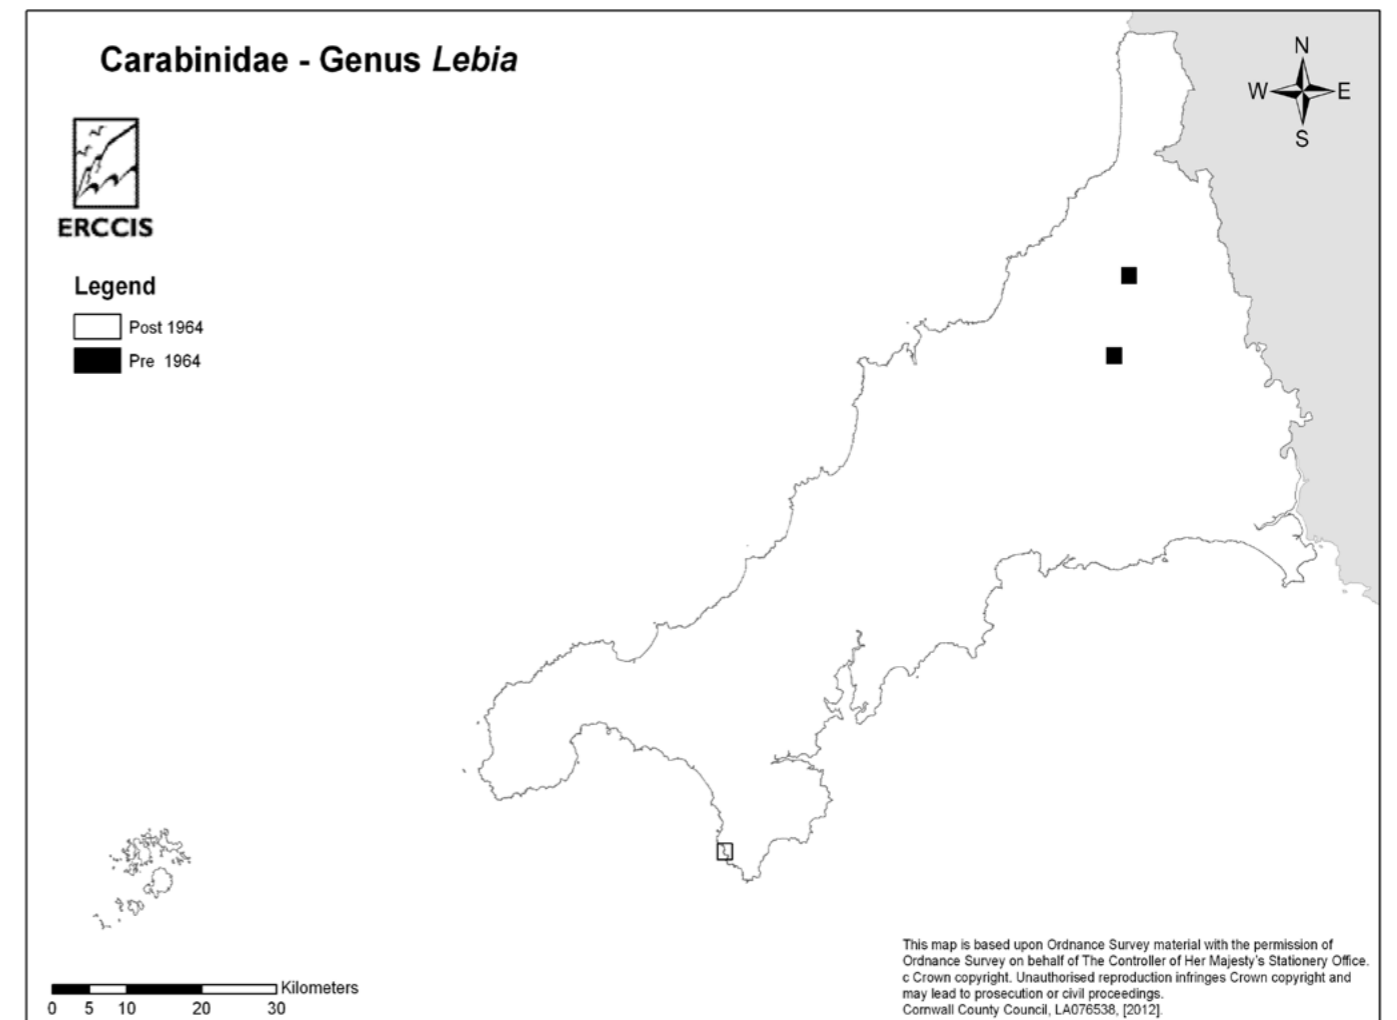 Carabinidae - Genus Lebia
N
W E
S
ERCCIS
Legend
Post 1964
Pre 1964
Kilometers
0 5 10 20 30
This map is based upon Ordnance Survey material with the permission of
Ordnance Survey on behalf of The Controller of Her Majesty's Stationery Office.
c Crown copyright. Unauthorised reproduction infringes Crown copyright and
may lead to prosecution or civil proceedings.
Cornwall County Council, LA076538, [2012].